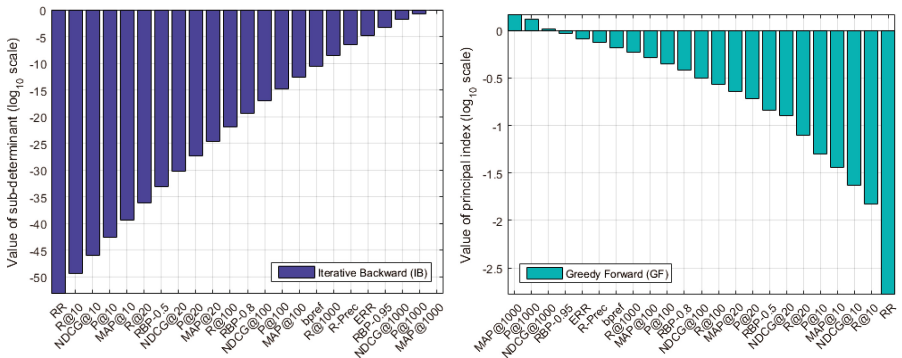 Value of sub-determinant (log10 scale)
0
-5
-10
-15
-20
-25
-30
-35
-40
-45
-50
Iterative Backward (IB)
RR
R@10
NDCG@10
P@10
MAP@10
R@20
RBP-0.5
NDCG@20
P@20
MAP@20
R@100
RBP-0.8
NDCG@100
P@100
MAP@100
bpref
R@1000
R-Prec
ERR
RBP-0.95
NDCG@1000
R@1000
MAP@1000
Value of principal index (log10 scale)
0
-0.5
-1
-1.5
-2
-2.5
Greedy Forward (GF)
MAP@1000
R@1000
NDCG@1000
RBP-0.95
ERR
R-Prec
bpref
R@1000
MAP@100
P@100
RBP-0.8
NDCG@100
R@100
MAP@20
P@20
RBP-0.5
NDCG@20
R@20
P@10
MAP@10
NDCG@10
R@10
RR